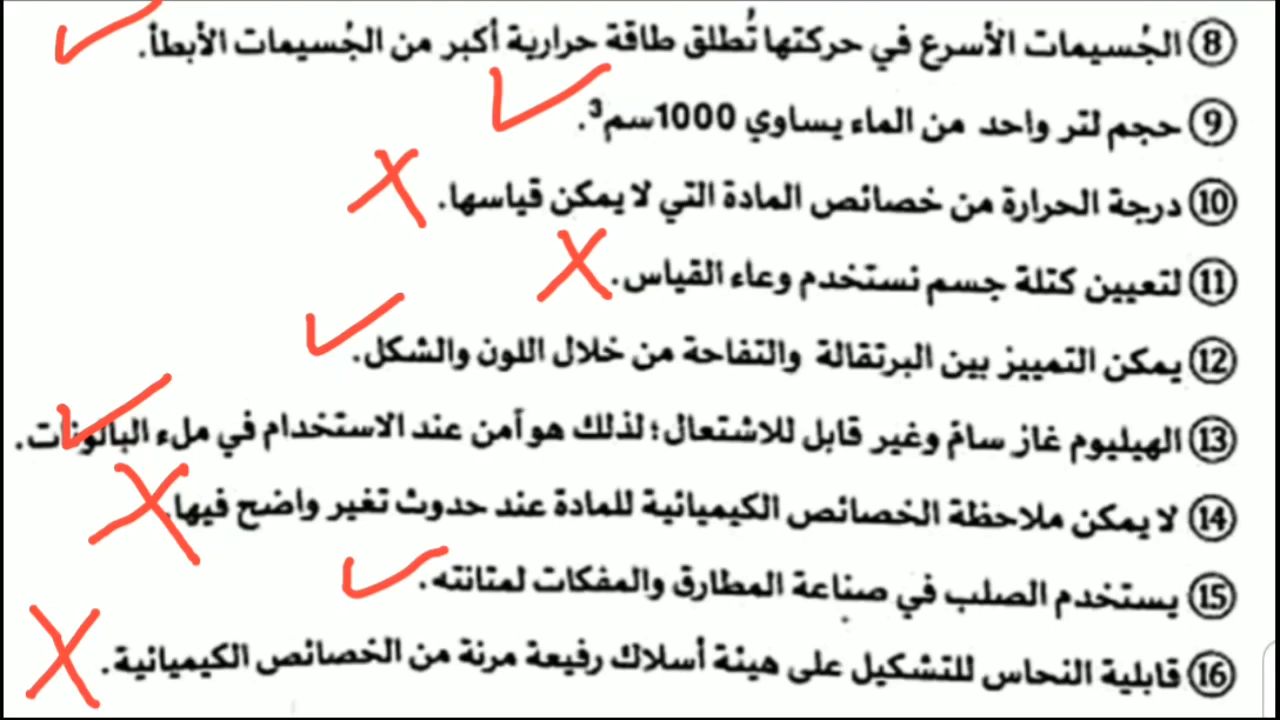 ⑧ الجُسيمات الأسرع في حركتها تُطلق طاقة حرارية أكبر من الجُسيمات الأبطأ.
⑨ حجم لتر واحد من الماء يساوي 1000سم³.
⑩ درجة الحرارة من خصائص المادة التي لا يمكن قياسها.
⑪ لتعيين كتلة جسم نستخدم وعاء القياس.
⑫ يمكن التمييز بين البرتقالة والتفاحة من خلال اللون والشكل.
⑬ الهيليوم غاز سامّ وغير قابل للاشتعال؛ لذلك هو آمن عند الاستخدام في ملء البالونات.
⑭ لا يمكن ملاحظة الخصائص الكيميائية للمادة عند حدوث تغير واضح فيها.
⑮ يستخدم الصلب في صناعة المطارق والمفكات لمتانته.
⑯ قابلية النحاس للتشكيل على هيئة أسلاك رفيعة مرنة من الخصائص الكيميائية.